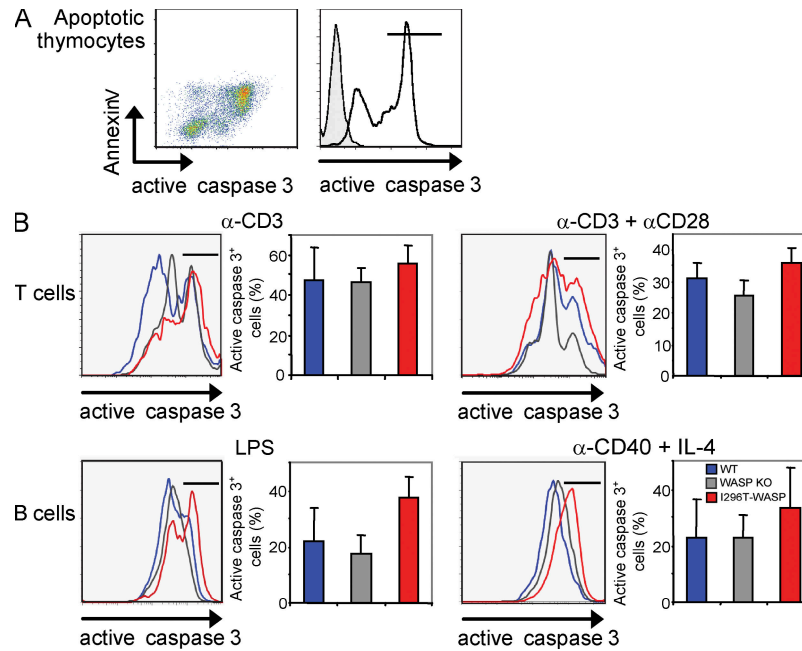 A
Apoptotic
thymocytes
AnnexinV
active caspase 3
active caspase 3
B
T cells
α-CD3
active caspase 3
Active caspase 3+
cells (%)
60
40
20
0
α-CD3 + αCD28
active caspase 3
Active caspase 3+
cells (%)
40
30
20
10
0
B cells
LPS
active caspase 3
Active caspase 3+
cells (%)
40
20
0
α-CD40 + IL-4
active caspase 3
Active caspase 3+
cells (%)
40
20
0
WT
WASP KO
I296T-WASP